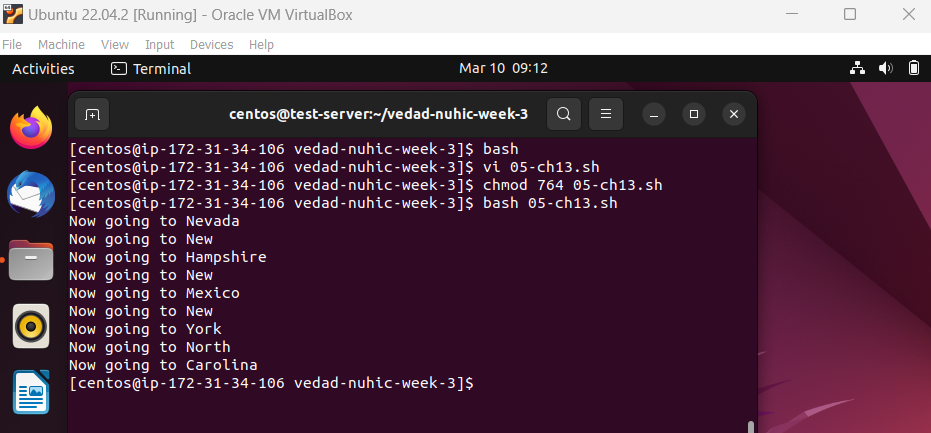 Ubuntu 22.04.2 [Running] - Oracle VM VirtualBox
File Machine View Input Devices Help
Activities Terminal Mar 10 09:12
centos@test-server:~/vedad-nuhic-week-3
[centos@ip-172-31-34-106 vedad-nuhic-week-3]$ bash
[centos@ip-172-31-34-106 vedad-nuhic-week-3]$ vi 05-ch13.sh
[centos@ip-172-31-34-106 vedad-nuhic-week-3]$ chmod 764 05-ch13.sh
[centos@ip-172-31-34-106 vedad-nuhic-week-3]$ bash 05-ch13.sh
Now going to Nevada
Now going to New
Now going to Hampshire
Now going to New
Now going to Mexico
Now going to New
Now going to York
Now going to North
Now going to Carolina
[centos@ip-172-31-34-106 vedad-nuhic-week-3]$